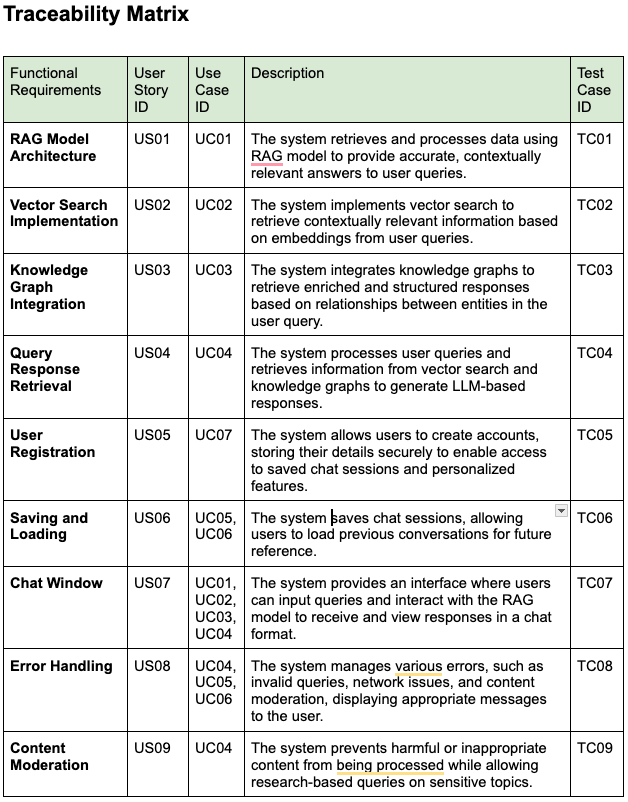 Traceability Matrix
Functional Requirements | User Story ID | Use Case ID | Description | Test Case ID
RAG Model Architecture | US01 | UC01 | The system retrieves and processes data using RAG model to provide accurate, contextually relevant answers to user queries. | TC01
Vector Search Implementation | US02 | UC02 | The system implements vector search to retrieve contextually relevant information based on embeddings from user queries. | TC02
Knowledge Graph Integration | US03 | UC03 | The system integrates knowledge graphs to retrieve enriched and structured responses based on relationships between entities in the user query. | TC03
Query Response Retrieval | US04 | UC04 | The system processes user queries and retrieves information from vector search and knowledge graphs to generate LLM-based responses. | TC04
User Registration | US05 | UC07 | The system allows users to create accounts, storing their details securely to enable access to saved chat sessions and personalized features. | TC05
Saving and Loading | US06 | UC05, UC06 | The system saves chat sessions, allowing users to load previous conversations for future reference. | TC06
Chat Window | US07 | UC01, UC02, UC03, UC04 | The system provides an interface where users can input queries and interact with the RAG model to receive and view responses in a chat format. | TC07
Error Handling | US08 | UC04, UC05, UC06 | The system manages various errors, such as invalid queries, network issues, and content moderation, displaying appropriate messages to the user. | TC08
Content Moderation | US09 | UC04 | The system prevents harmful or inappropriate content from being processed while allowing research-based queries on sensitive topics. | TC09